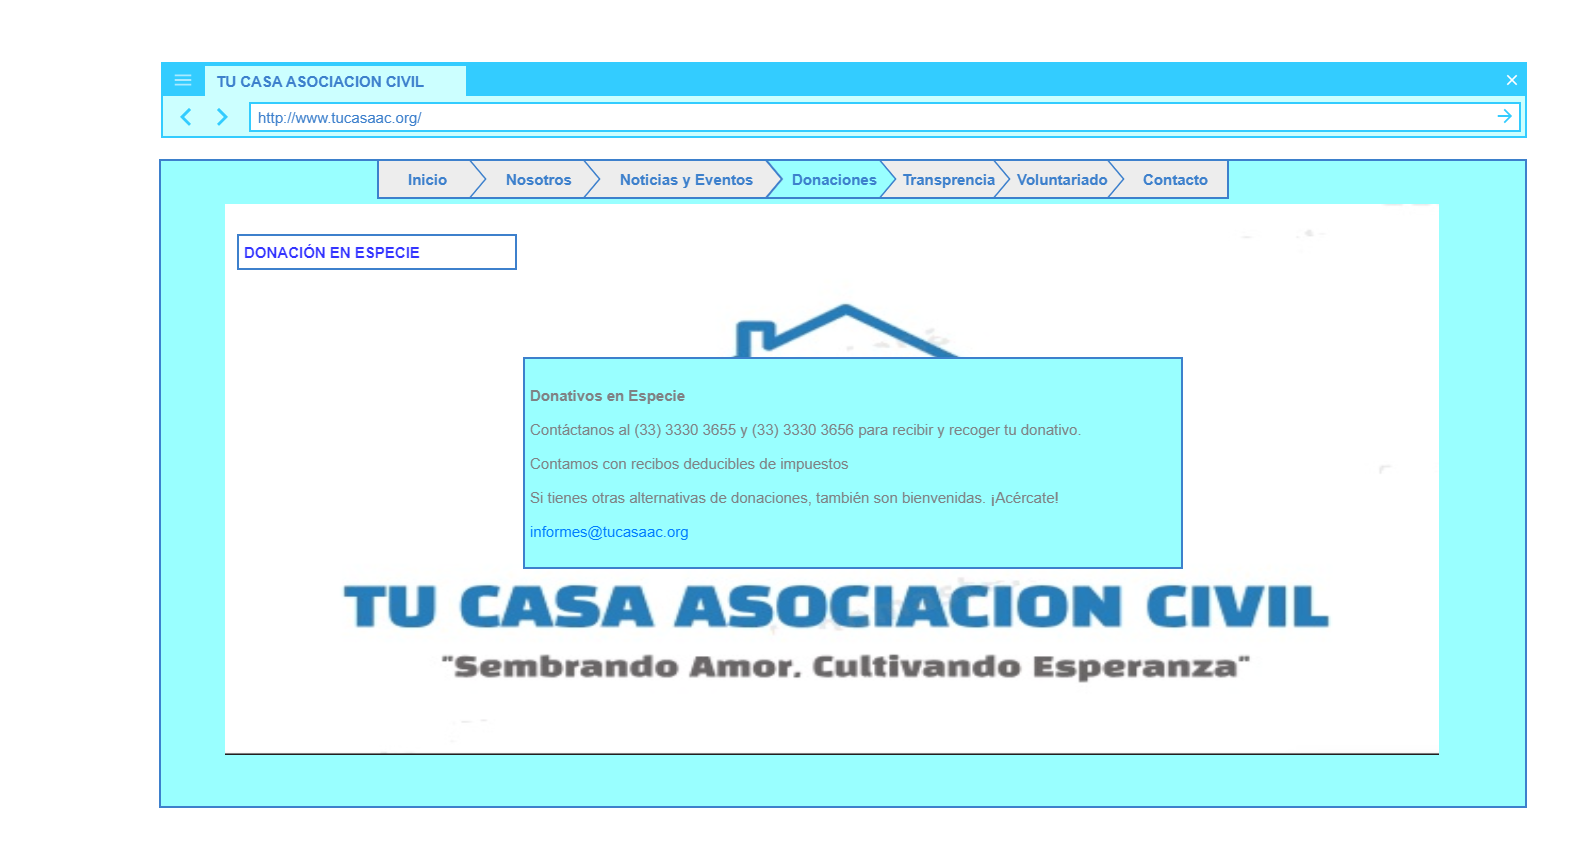 TU CASA ASOCIACION CIVIL
http://www.tucasaac.org/
Inicio Nosotros Noticias y Eventos Donaciones Transprencia Voluntariado Contacto
DONACIÓN EN ESPECIE
Donativos en Especie
Contáctanos al (33) 3330 3655 y (33) 3330 3656 para recibir y recoger tu donativo.
Contamos con recibos deducibles de impuestos
Si tienes otras alternativas de donaciones, también son bienvenidas. ¡Acércate!
informes@tucasaac.org
TU CASA ASOCIACION CIVIL
"Sembrando Amor. Cultivando Esperanza"